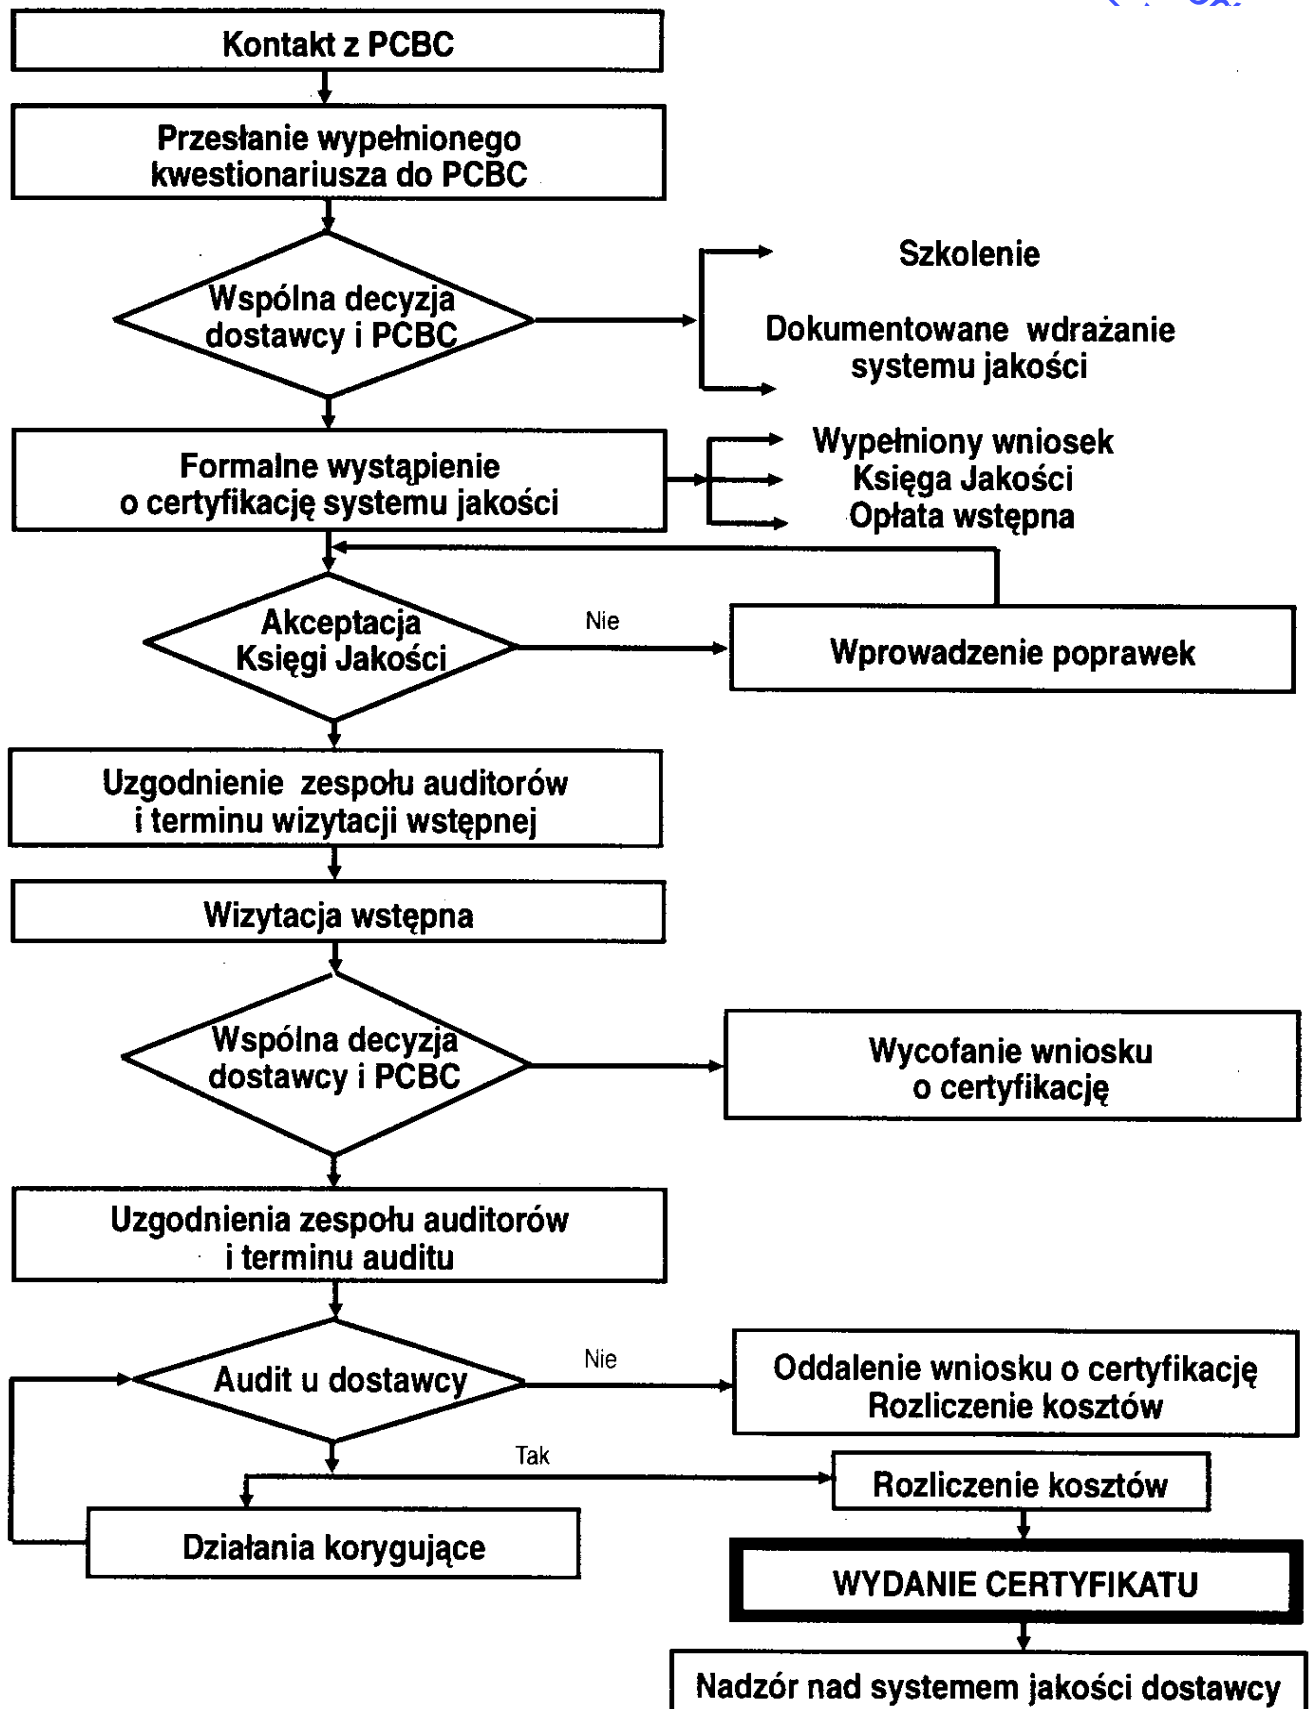 Kontakt z PCBC
Przesłanie wypełnionego
kwestionariusza do PCBC
Wspólna decyzja
dostawcy i PCBC
Szkolenie
Dokumentowane wdrażanie
systemu jakości
Formalne wystąpienie
o certyfikację systemu jakości
Wypełniony wniosek
Księga Jakości
Opłata wstępna
Akceptacja
Księgi Jakości
Nie
Wprowadzenie poprawek
Uzgodnienie zespołu auditorów
i terminu wizytacji wstępnej
Wizytacja wstępna
Wspólna decyzja
dostawcy i PCBC
Wycofanie wniosku
o certyfikację
Uzgodnienia zespołu auditorów
i terminu auditu
Audit u dostawcy
Nie
Oddalenie wniosku o certyfikację
Rozliczenie kosztów
Tak
Rozliczenie kosztów
Działania korygujące
WYDANIE CERTYFIKATU
Nadzór nad systemem jakości dostawcy